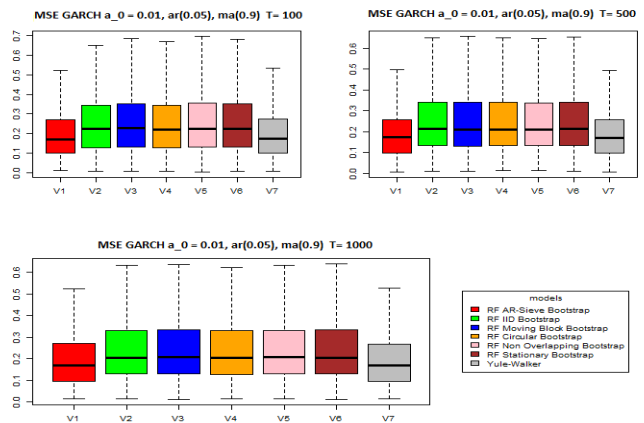 MSE GARCH a_0 = 0.01, ar(0.05), ma(0.9) T= 100
0.7
0.6
0.5
0.4
0.3
0.2
0.1
0.0
V1 V2 V3 V4 V5 V6 V7
MSE GARCH a_0 = 0.01, ar(0.05), ma(0.9) T= 500
0.6
0.5
0.4
0.3
0.2
0.1
0.0
V1 V2 V3 V4 V5 V6 V7
MSE GARCH a_0 = 0.01, ar(0.05), ma(0.9) T= 1000
0.6
0.5
0.4
0.3
0.2
0.1
0.0
V1 V2 V3 V4 V5 V6 V7
models
RF AR-Sieve Bootstrap
RF IID Bootstrap
RF Moving Block Bootstrap
RF Circular Bootstrap
RF Non Overlapping Bootstrap
RF Stationary Bootstrap
Yule-Walker